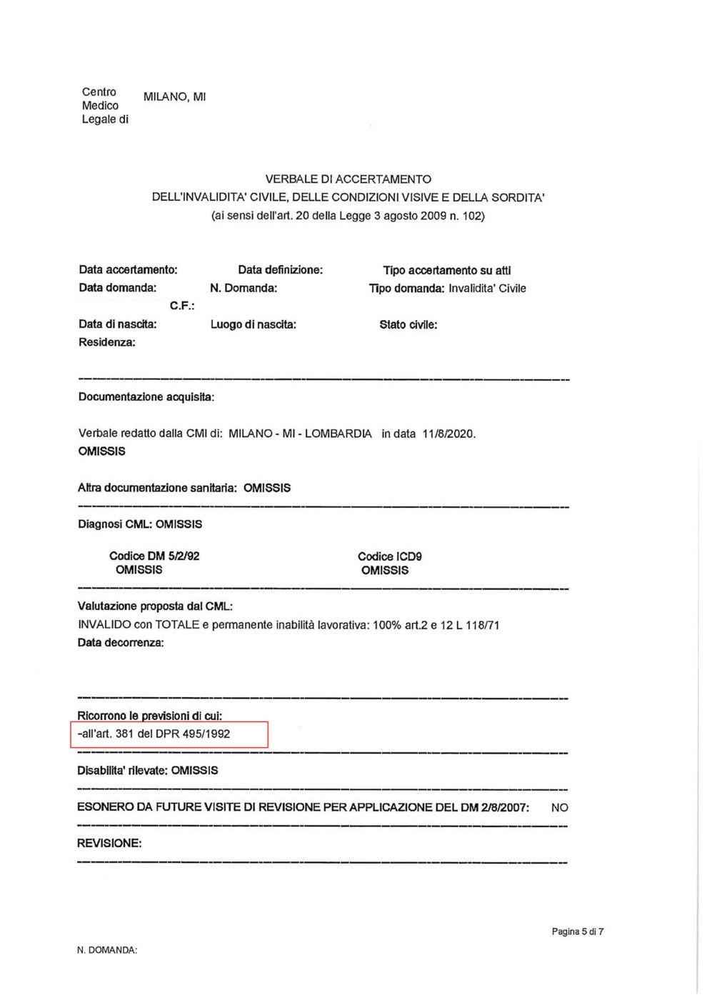 Centro
Medico
Legale di
MILANO, MI
VERBALE DI ACCERTAMENTO
DELL'INVALIDITA' CIVILE, DELLE CONDIZIONI VISIVE E DELLA SORDITA'
(ai sensi dell'art. 20 della Legge 3 agosto 2009 n. 102)
Data accertamento: Data definizione: Tipo accertamento su atti
Data domanda: N. Domanda: Tipo domanda: Invalidita' Civile
C.F.:
Data di nascita: Luogo di nascita: Stato civile:
Residenza:
Documentazione acquisita:
Verbale redatto dalla CMI di: MILANO - MI - LOMBARDIA in data 11/8/2020.
OMISSIS
Altra documentazione sanitaria: OMISSIS
Diagnosi CML: OMISSIS
Codice DM 5/2/92 Codice ICD9
OMISSIS OMISSIS
Valutazione proposta dal CML:
INVALIDO con TOTALE e permanente inabilità lavorativa: 100% art.2 e 12 L 118/71
Data decorrenza:
Ricorrono le previsioni di cui:
-all'art. 381 del DPR 495/1992
Disabilita' rilevate: OMISSIS
ESONERO DA FUTURE VISITE DI REVISIONE PER APPLICAZIONE DEL DM 2/8/2007: NO
REVISIONE:
Pagina 5 di 7
N. DOMANDA: